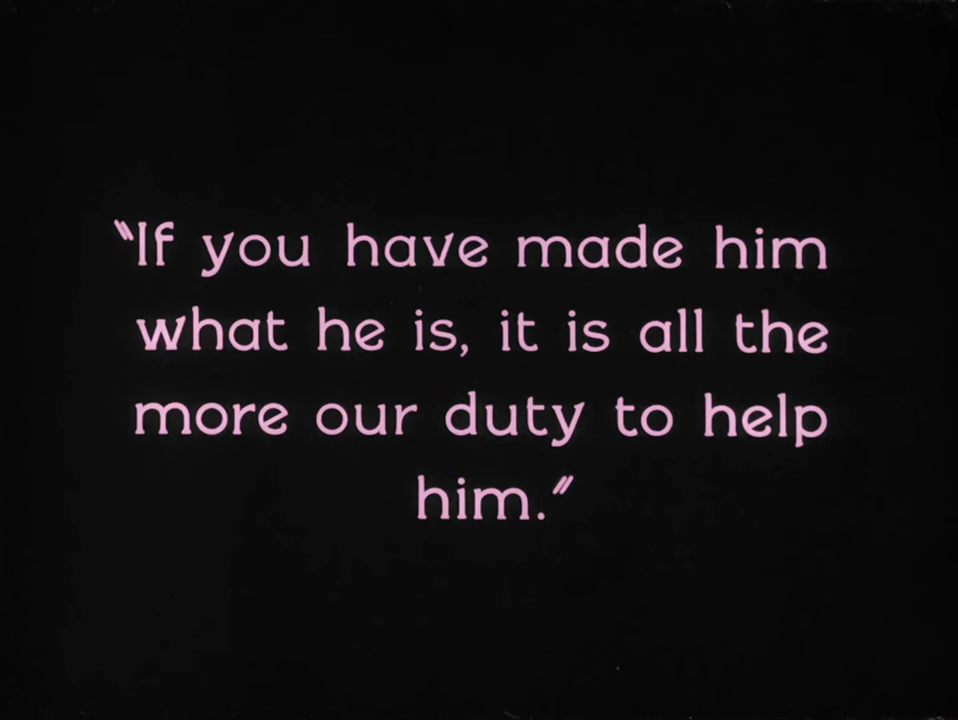 "If you have made him
what he is, it is all the
more our duty to help
him."